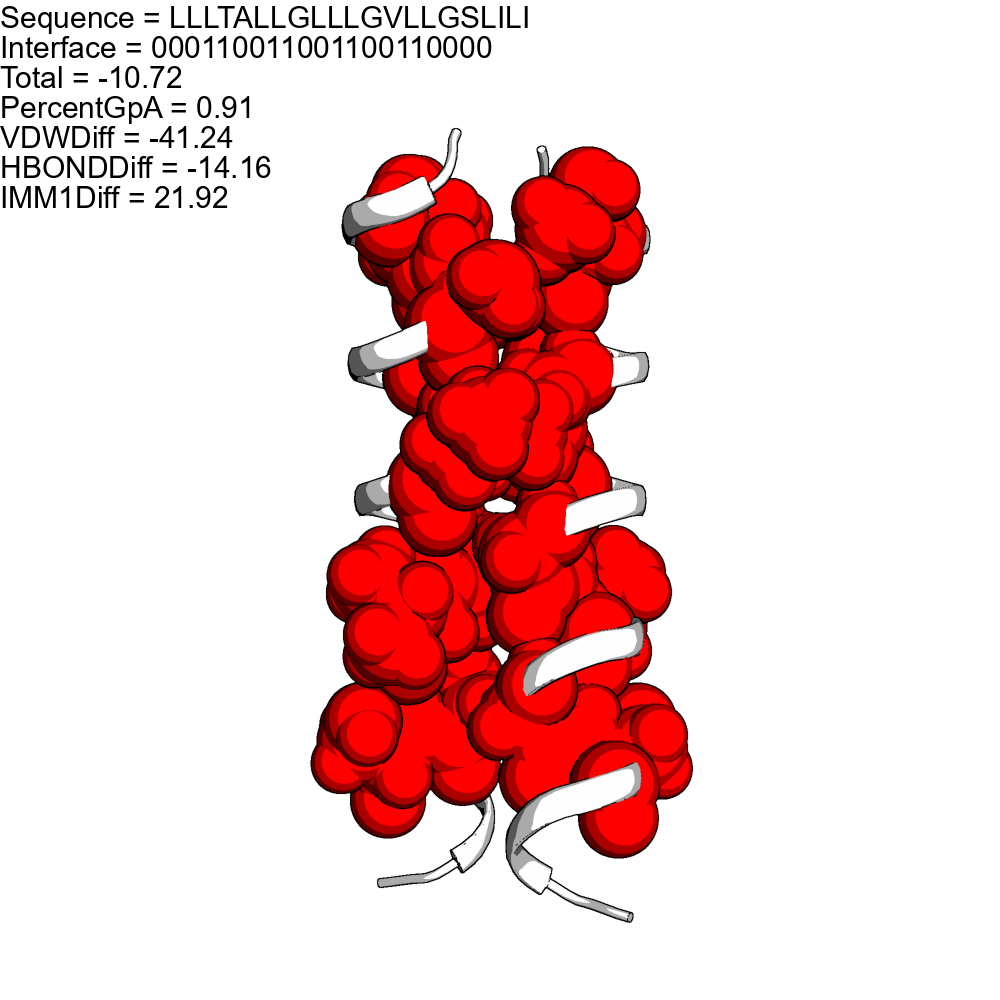 Sequence = LLLTALLGLLLGVLLGSLILI
Interface = 000110011001100110000
Total = -10.72
PercentGpA = 0.91
VDWDiff = -41.24
HBONDDiff = -14.16
IMM1Diff = 21.92